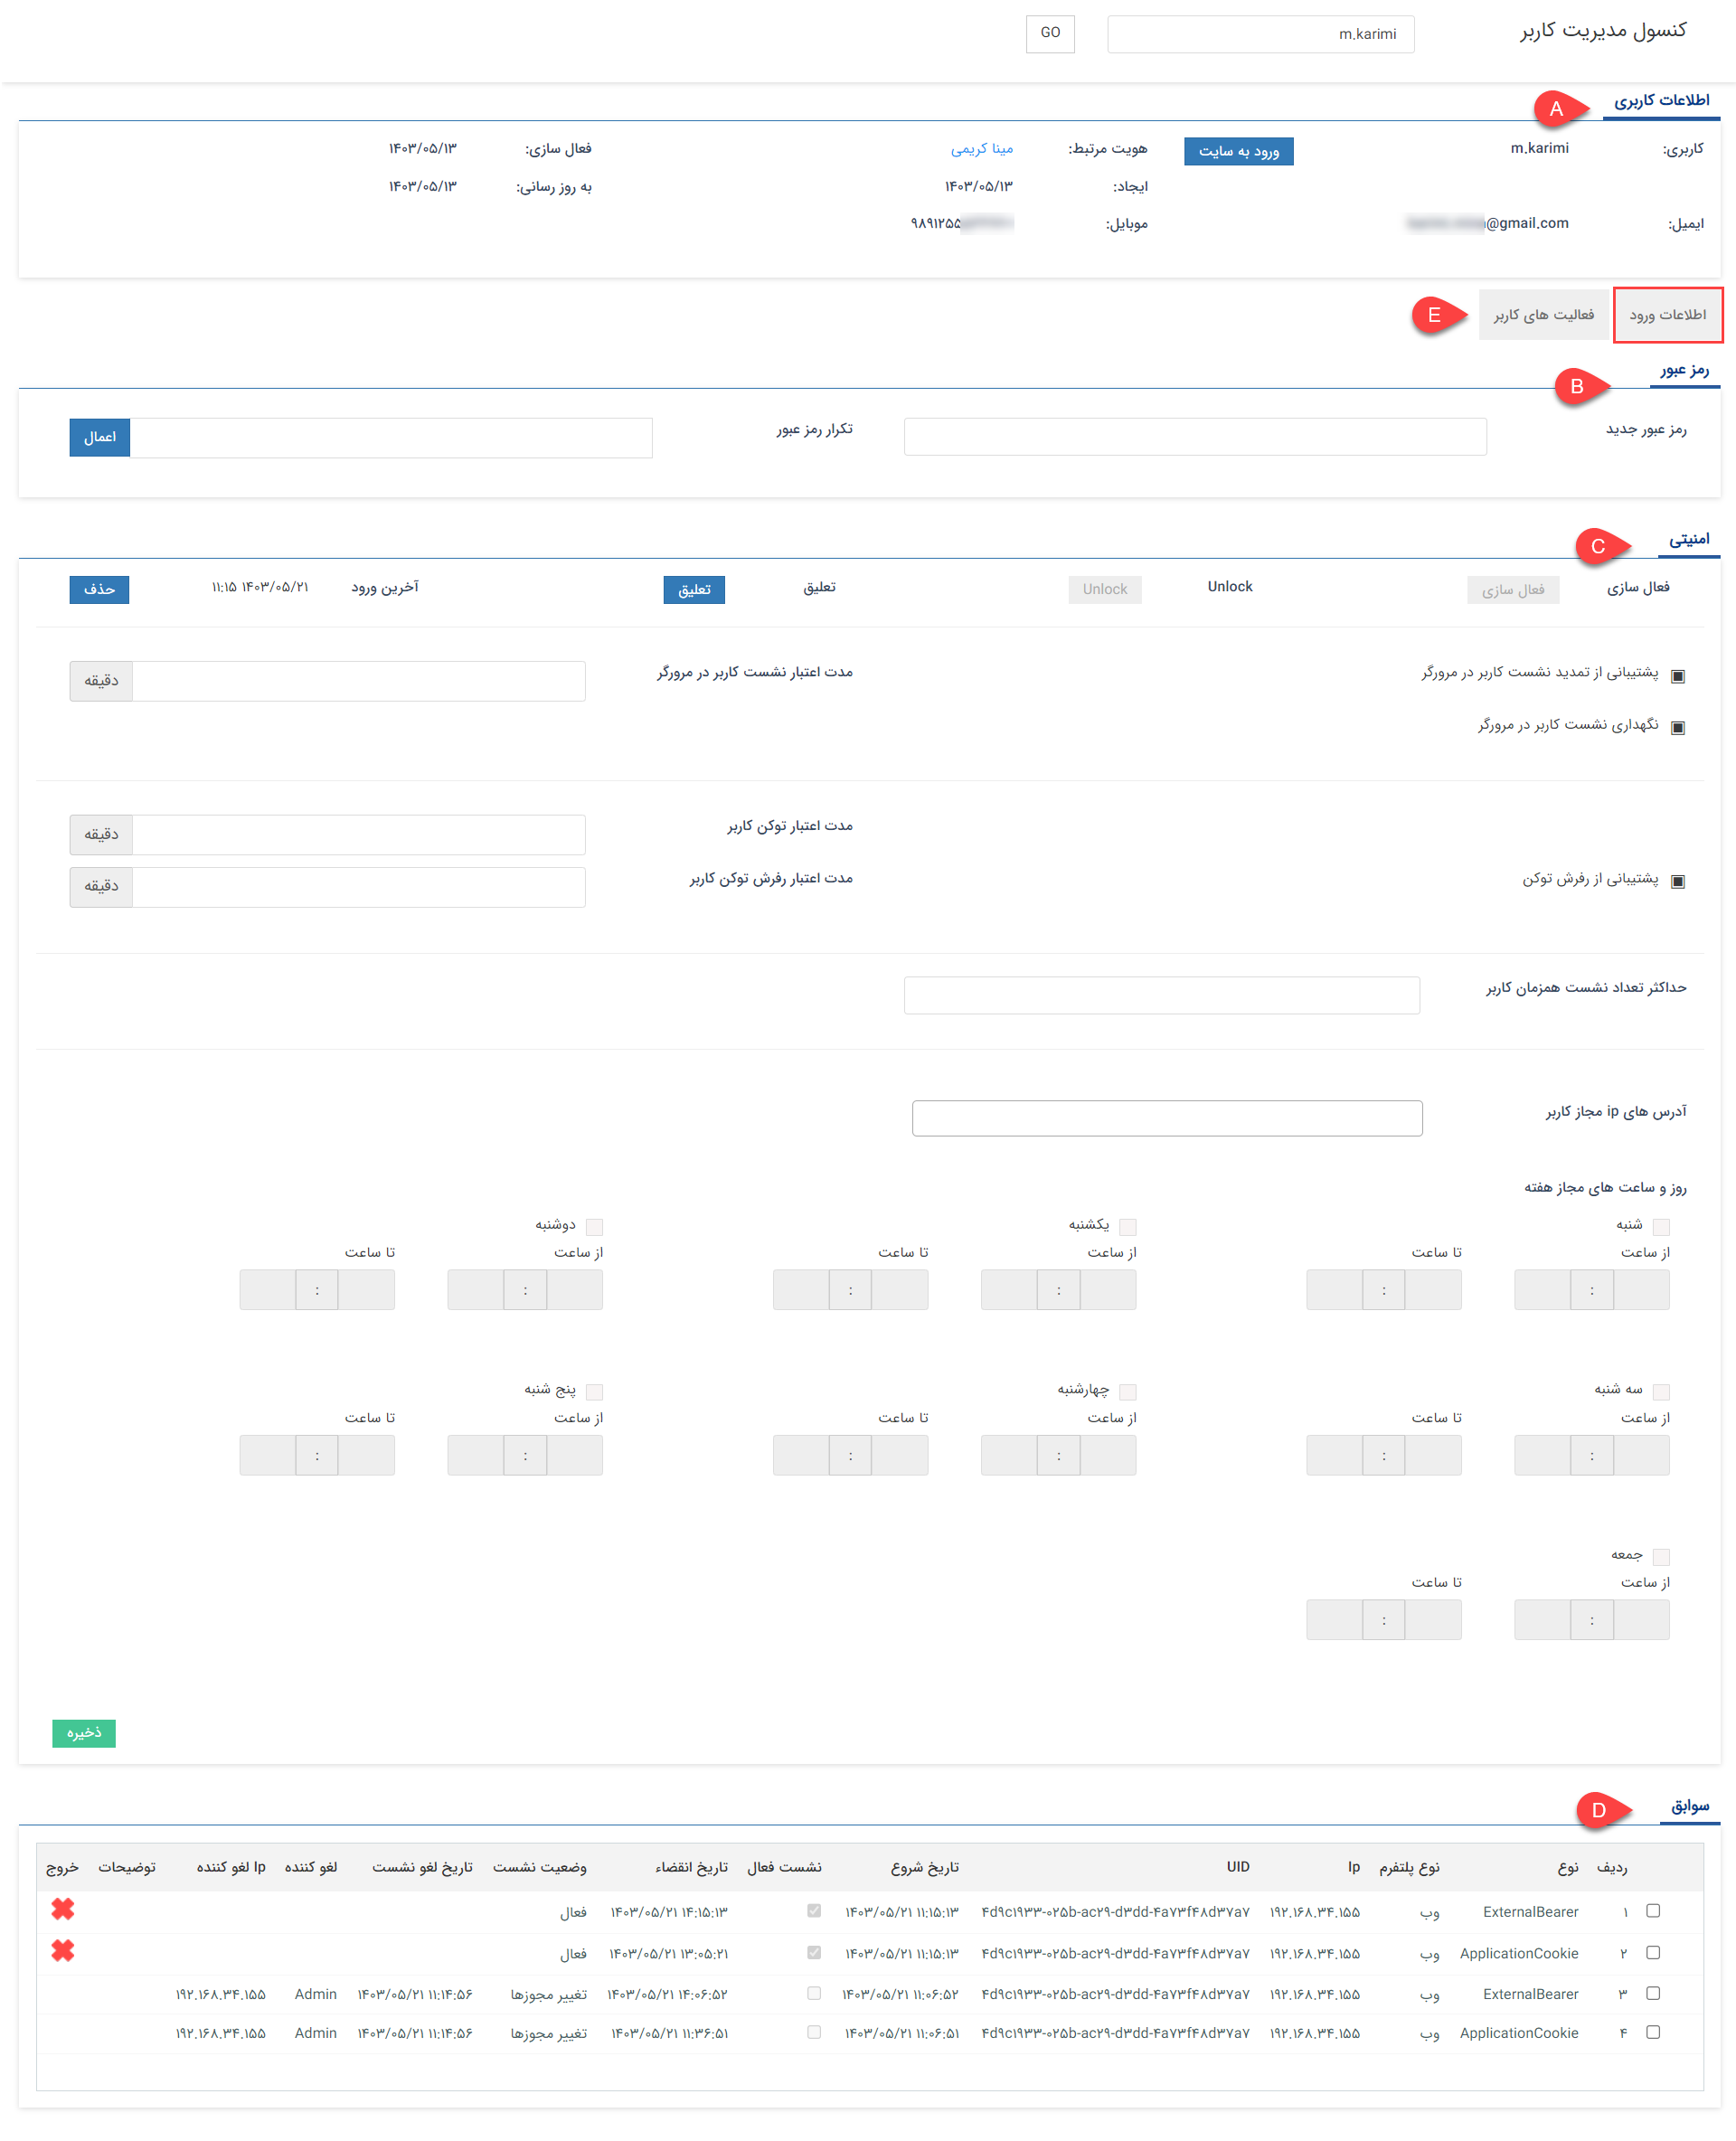 کنسول مدیریت کاربر m.karimi GO
A اطلاعات کاربری
کاربری: m.karimi ورود به سایت هویت مرتبط: مینا کریمی فعال سازی: ۱۴۰۳/۰۵/۱۳
ایجاد: ۱۴۰۳/۰۵/۱۳ به روز رسانی: ۱۴۰۳/۰۵/۱۳
ایمیل: @gmail.com موبایل: ۹۸۹۱۲۵۵
اطلاعات ورود فعالیت های کاربر E
رمز عبور B
رمز عبور جدید تکرار رمز عبور اعمال
امنیتی C
فعال سازی فعال سازی Unlock Unlock تعلیق تعلیق آخرین ورود ۱۴۰۳/۰۵/۲۱ ۱۱:۱۵ حذف
پشتیبانی از تمدید نشست کاربر در مرورگر مدت اعتبار نشست کاربر در مرورگر دقیقه
نگهداری نشست کاربر در مرورگر
مدت اعتبار توکن کاربر دقیقه
پشتیبانی از رفرش توکن مدت اعتبار رفرش توکن کاربر دقیقه
حداکثر تعداد نشست همزمان کاربر
آدرس های ip مجاز کاربر
روز و ساعت های مجاز هفته
شنبه یکشنبه دوشنبه
از ساعت تا ساعت از ساعت تا ساعت از ساعت تا ساعت
: : : : : :
سه شنبه چهارشنبه پنج شنبه
از ساعت تا ساعت از ساعت تا ساعت از ساعت تا ساعت
: : : : : :
جمعه
از ساعت تا ساعت
: :
ذخیره
سوابق D
ردیف نوع نوع پلتفرم Ip UID تاریخ شروع نشست فعال تاریخ انقضاء وضعیت نشست تاریخ لغو نشست لغو کننده Ip لغو کننده توضیحات خروج
۱ ExternalBearer وب ۱۹۲.۱۶۸.۳۴.۱۵۵ ۴d۹c۱۹۳۳-۰۲۵b-ac۲۹-d۳dd-۴a۷۳f۴۸d۳۷a۷ ۱۴۰۳/۰۵/۲۱ ۱۱:۱۵:۱۳ ۱۴۰۳/۰۵/۲۱ ۱۴:۱۵:۱۳ فعال
۲ ApplicationCookie وب ۱۹۲.۱۶۸.۳۴.۱۵۵ ۴d۹c۱۹۳۳-۰۲۵b-ac۲۹-d۳dd-۴a۷۳f۴۸d۳۷a۷ ۱۴۰۳/۰۵/۲۱ ۱۱:۱۵:۱۳ ۱۴۰۳/۰۵/۲۱ ۱۳:۰۵:۲۱ فعال
۳ ExternalBearer وب ۱۹۲.۱۶۸.۳۴.۱۵۵ ۴d۹c۱۹۳۳-۰۲۵b-ac۲۹-d۳dd-۴a۷۳f۴۸d۳۷a۷ ۱۴۰۳/۰۵/۲۱ ۱۱:۰۶:۵۲ ۱۴۰۳/۰۵/۲۱ ۱۴:۰۶:۵۲ تغییر مجوزها ۱۴۰۳/۰۵/۲۱ ۱۱:۱۴:۵۶ Admin ۱۹۲.۱۶۸.۳۴.۱۵۵
۴ ApplicationCookie وب ۱۹۲.۱۶۸.۳۴.۱۵۵ ۴d۹c۱۹۳۳-۰۲۵b-ac۲۹-d۳dd-۴a۷۳f۴۸d۳۷a۷ ۱۴۰۳/۰۵/۲۱ ۱۱:۰۶:۵۱ ۱۴۰۳/۰۵/۲۱ ۱۱:۳۶:۵۱ تغییر مجوزها ۱۴۰۳/۰۵/۲۱ ۱۱:۱۴:۵۶ Admin ۱۹۲.۱۶۸.۳۴.۱۵۵